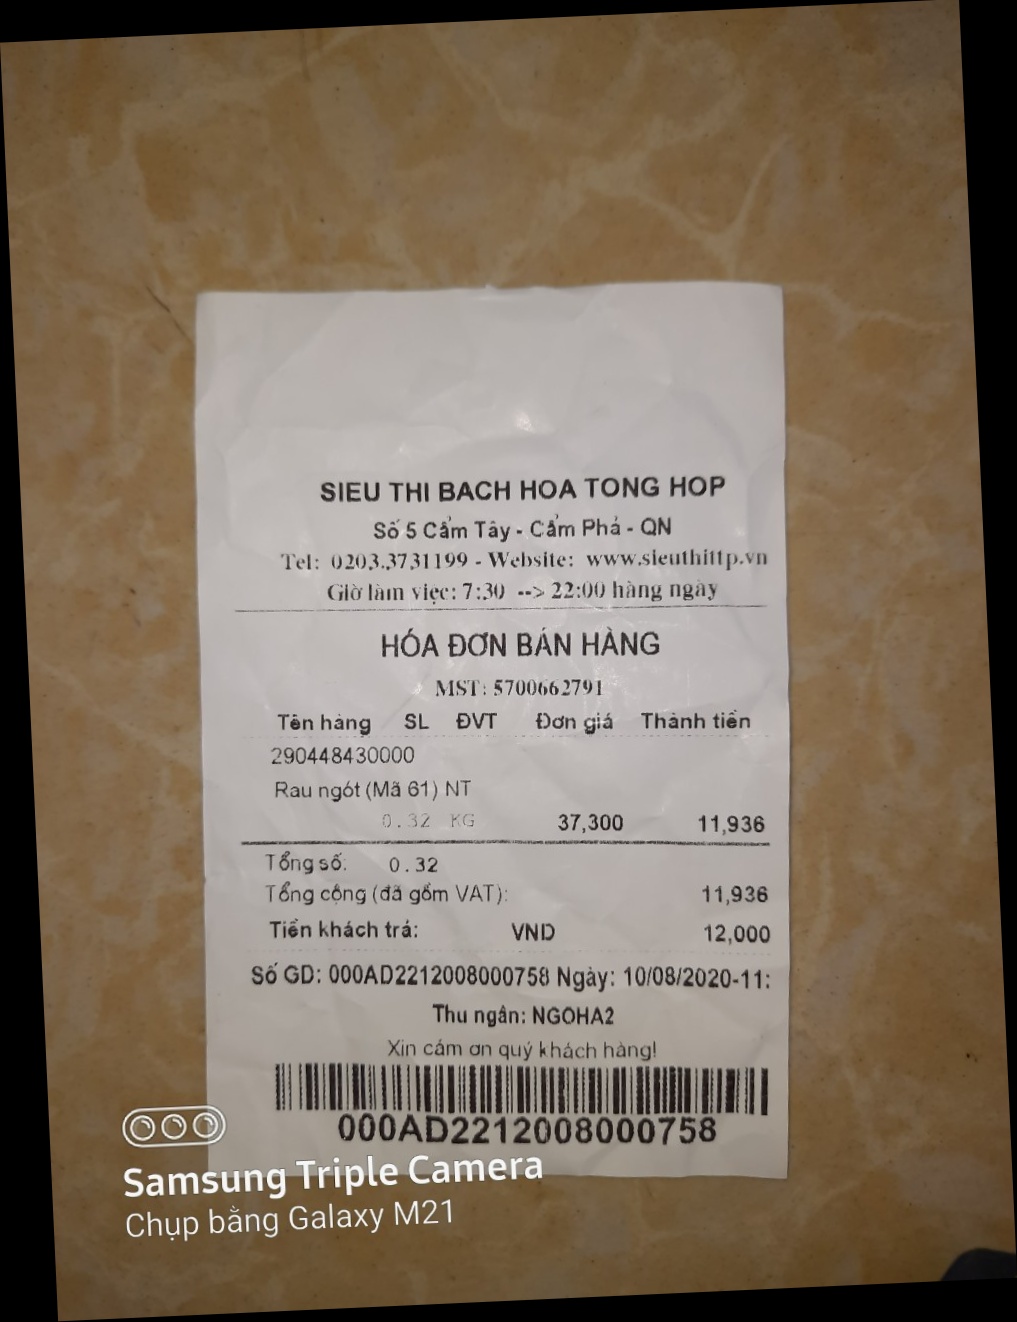 SIEU THI BACH HOA TONG HOP
Số 5 Cẩm Tây - Cẩm Phả - QN
Tel: 0203.3731199 - Website: www.sieuthittp.vn
Giờ làm việc: 7:30 --> 22:00 hàng ngày
HÓA ĐƠN BÁN HÀNG
MST: 5700662791
Tên hàng SL ĐVT Đơn giá Thành tiền
290448430000
Rau ngót (Mã 61) NT
0.32 KG 37,300 11,936
Tổng số: 0.32
Tổng cộng (đã gồm VAT): 11,936
Tiền khách trả: VND 12,000
Số GD: 000AD2212008000758 Ngày: 10/08/2020-11:
Thu ngân: NGOHA2
Xin cảm ơn quý khách hàng!
000AD2212008000758
Samsung Triple Camera
Chụp bằng Galaxy M21